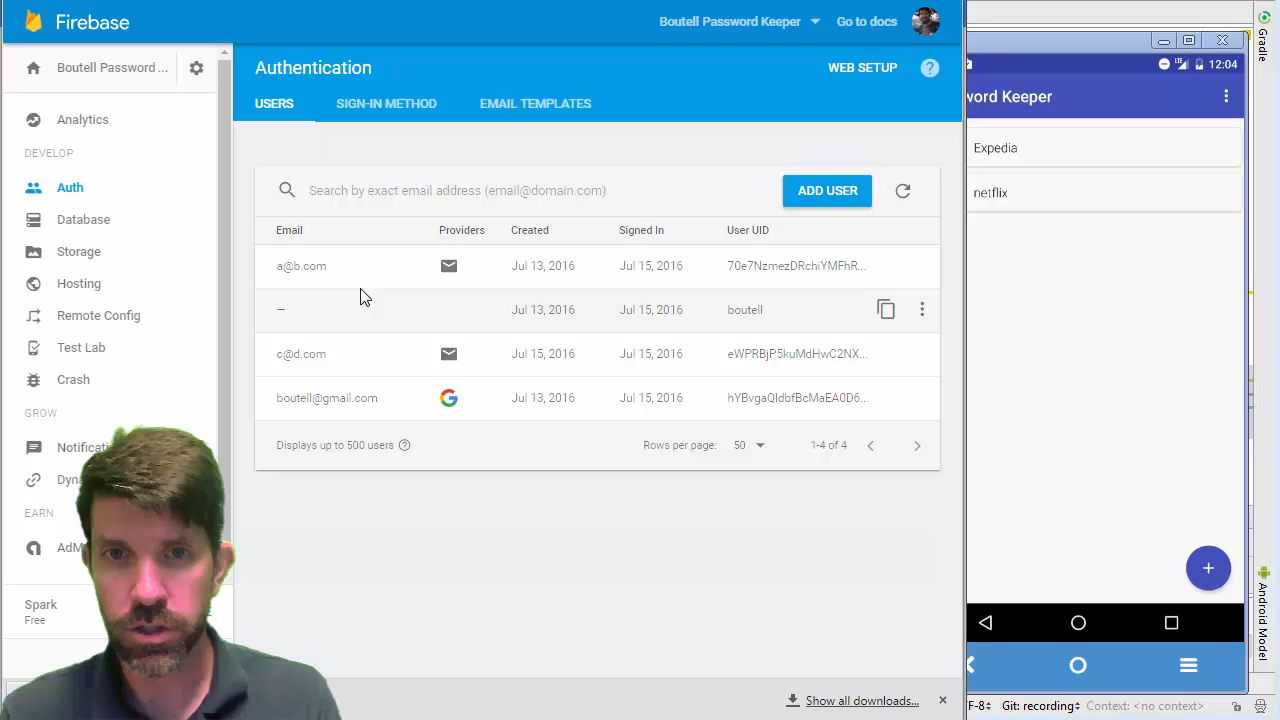 Firebase
Boutell Password Keeper
Go to docs
Boutell Password ...
Analytics
DEVELOP
Auth
Database
Storage
Hosting
Remote Config
Test Lab
Crash
GROW
EARN
Spark
Free
Authentication
WEB SETUP
USERS
SIGN-IN METHOD
EMAIL TEMPLATES
Search by exact email address (email@domain.com)
ADD USER
Email Providers Created Signed In User UID
a@b.com Jul 13, 2016 Jul 15, 2016 70e7NzmezDRchiYMFhR...
— Jul 13, 2016 Jul 15, 2016 boutell
c@d.com Jul 15, 2016 Jul 15, 2016 eWPRBjP5kuMdHwC2NX...
boutell@gmail.com Jul 13, 2016 Jul 15, 2016 hYBvgaQIdbfBcMaEA0D6...
Displays up to 500 users
Rows per page: 50 1-4 of 4
Show all downloads...
LTE 12:04
word Keeper
Expedia
netflix
+
Gradle
Android Model
F-8 Git: recording Context: <no context>